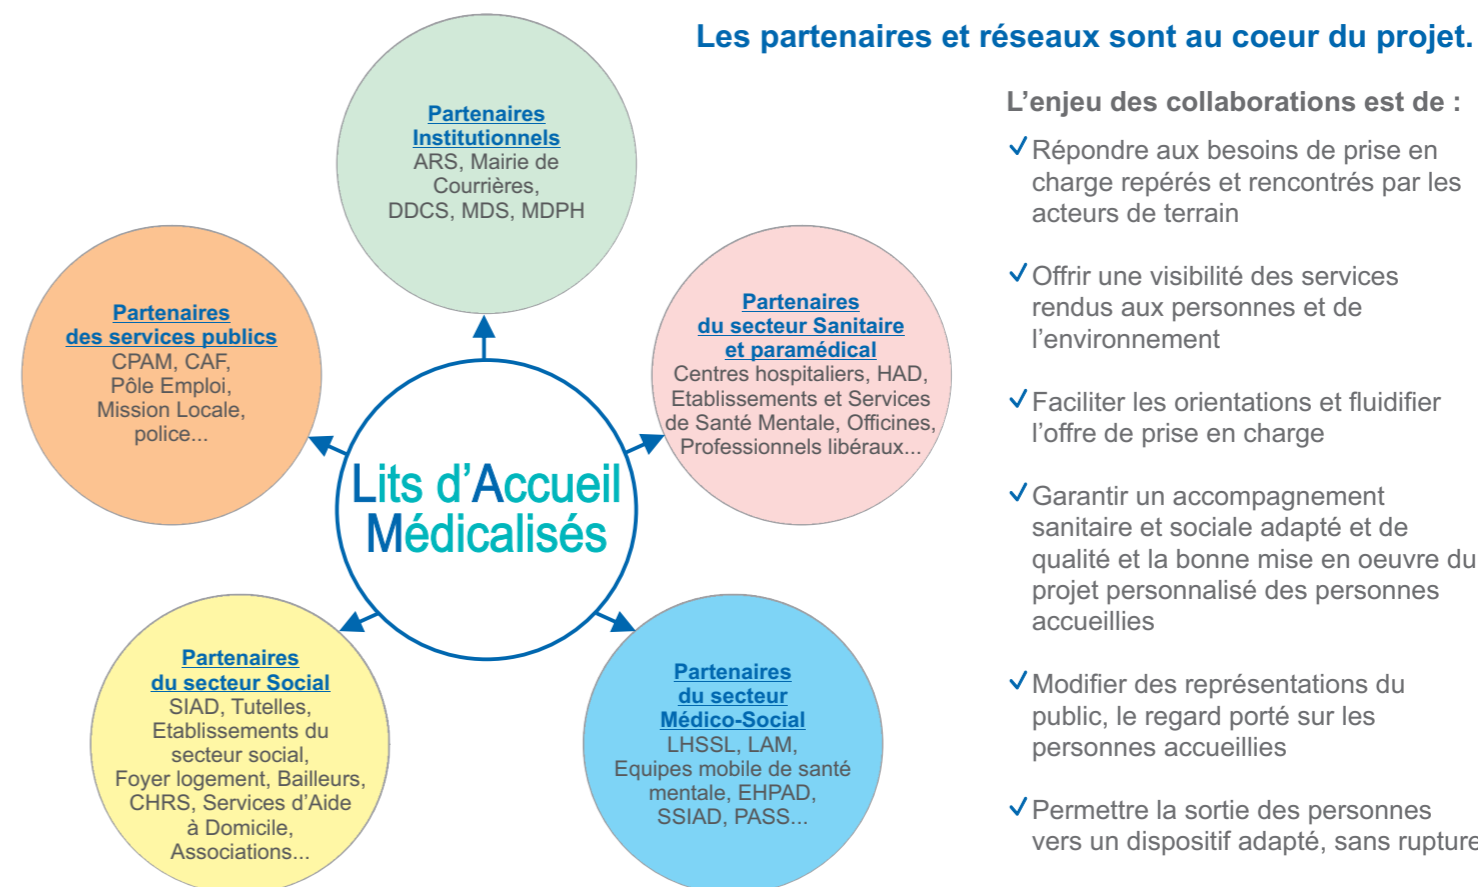 Les partenaires et réseaux sont au coeur du projet.
Partenaires
Institutionnels
ARS, Mairie de
Courrières,
DDCS, MDS, MDPH
Partenaires
des services publics
CPAM, CAF,
Pôle Emploi,
Mission Locale,
police...
Partenaires
du secteur Sanitaire
et paramédical
Centres hospitaliers, HAD,
Etablissements et Services
de Santé Mentale, Officines,
Professionnels libéraux...
Lits d'Accueil
Médicalisés
Partenaires
du secteur Social
SIAD, Tutelles,
Etablissements du
secteur social,
Foyer logement, Bailleurs,
CHRS, Services d'Aide
à Domicile,
Associations...
Partenaires
du secteur
Médico-Social
LHSSL, LAM,
Equipes mobile de santé
mentale, EHPAD,
SSIAD, PASS...
L'enjeu des collaborations est de :
✓ Répondre aux besoins de prise en
charge repérés et rencontrés par les
acteurs de terrain
✓ Offrir une visibilité des services
rendus aux personnes et de
l'environnement
✓ Faciliter les orientations et fluidifier
l'offre de prise en charge
✓ Garantir un accompagnement
sanitaire et sociale adapté et de
qualité et la bonne mise en oeuvre du
projet personnalisé des personnes
accueillies
✓ Modifier des représentations du
public, le regard porté sur les
personnes accueillies
✓ Permettre la sortie des personnes
vers un dispositif adapté, sans rupture